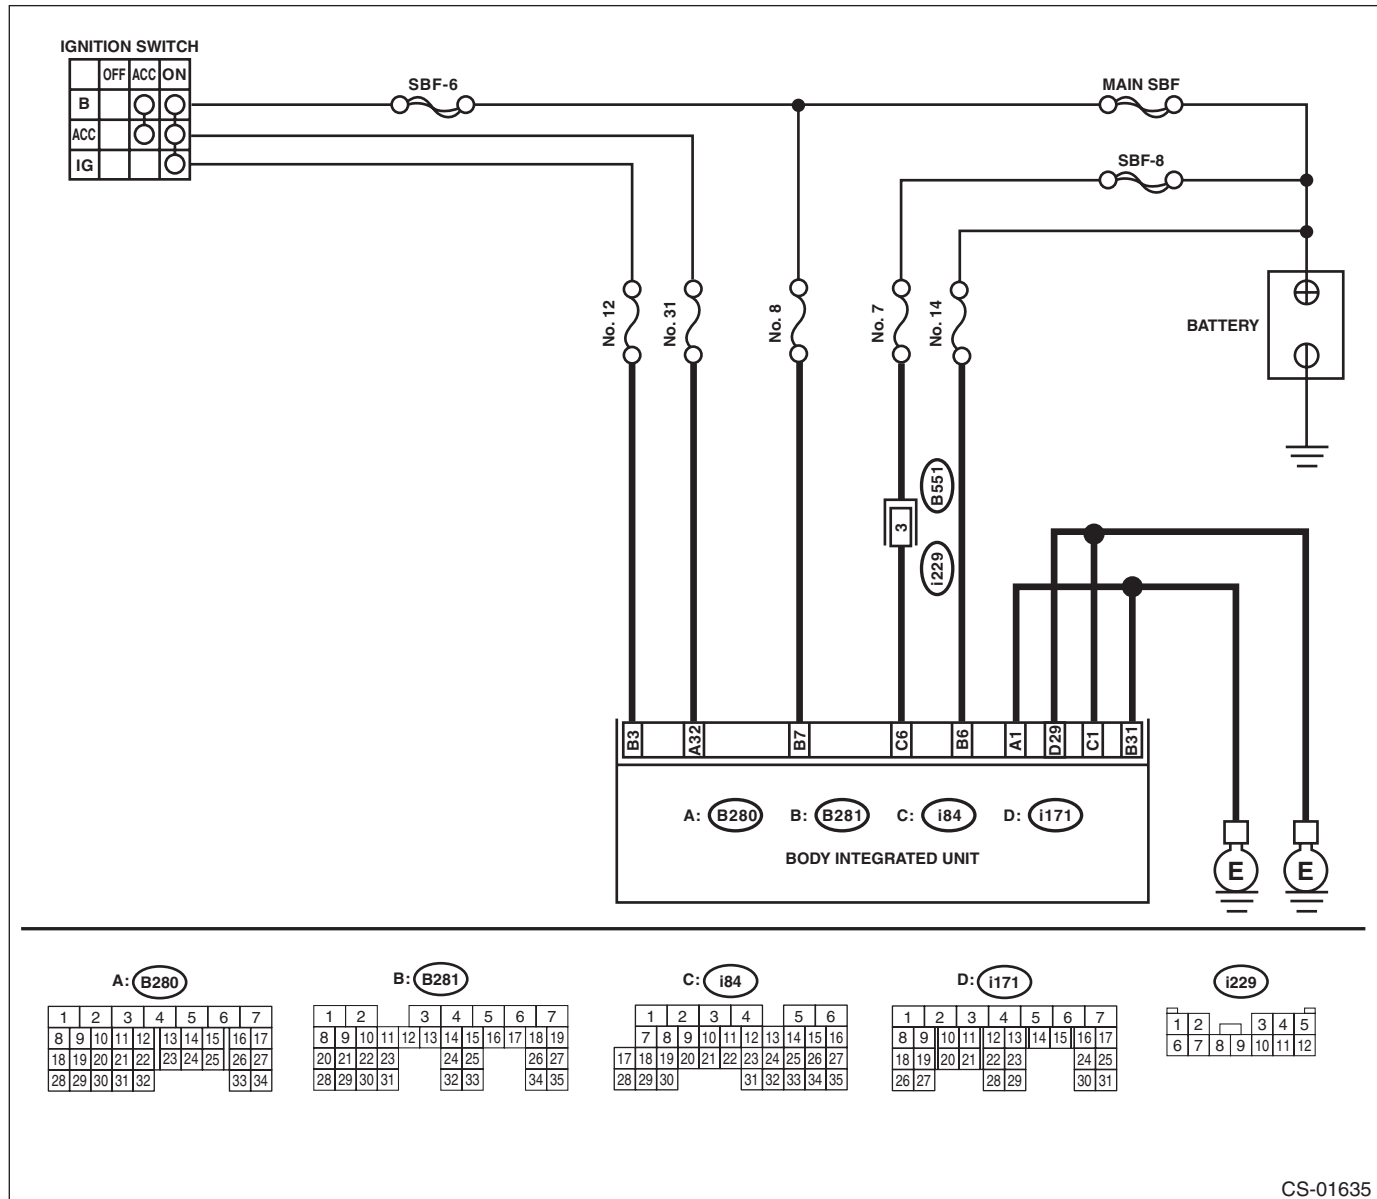 IGNITION SWITCH
OFF ACC ON
B
ACC
IG
SBF-6
MAIN SBF
SBF-8
No. 12
No. 31
No. 8
No. 7
No. 14
BATTERY
B551
3
i229
B3 A32 B7 C6 B6 A1 D29 C1 B31
A: B280 B: B281 C: i84 D: i171
BODY INTEGRATED UNIT
E E
A: B280
1 2 3 4 5 6 7
8 9 10 11 12 13 14 15 16 17
18 19 20 21 22 23 24 25 26 27
28 29 30 31 32 33 34
B: B281
1 2 3 4 5 6 7
8 9 10 11 12 13 14 15 16 17 18 19
20 21 22 23 24 25 26 27
28 29 30 31 32 33 34 35
C: i84
1 2 3 4 5 6
7 8 9 10 11 12 13 14 15 16
17 18 19 20 21 22 23 24 25 26 27
28 29 30 31 32 33 34 35
D: i171
1 2 3 4 5 6 7
8 9 10 11 12 13 14 15 16 17
18 19 20 21 22 23 24 25
26 27 28 29 30 31
i229
1 2 3 4 5
6 7 8 9 10 11 12
CS-01635